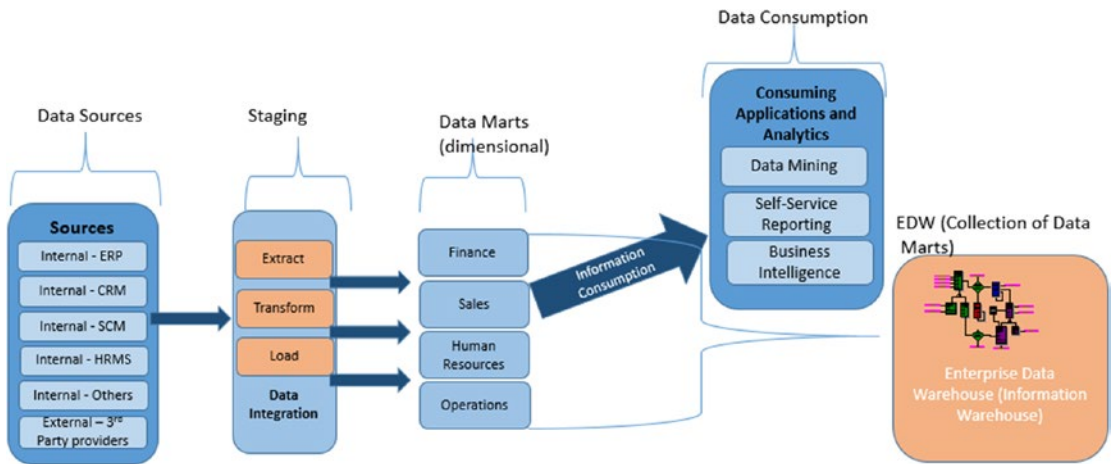 Data Sources
Sources
Internal - ERP
Internal - CRM
Internal - SCM
Internal - HRMS
Internal - Others
External – 3rd
Party providers
Staging
Extract
Transform
Load
Data
Integration
Data Marts
(dimensional)
Finance
Sales
Human
Resources
Operations
Information
Consumption
Data Consumption
Consuming
Applications and
Analytics
Data Mining
Self-Service
Reporting
Business
Intelligence
EDW (Collection of Data
Marts)
Enterprise Data
Warehouse (Information
Warehouse)